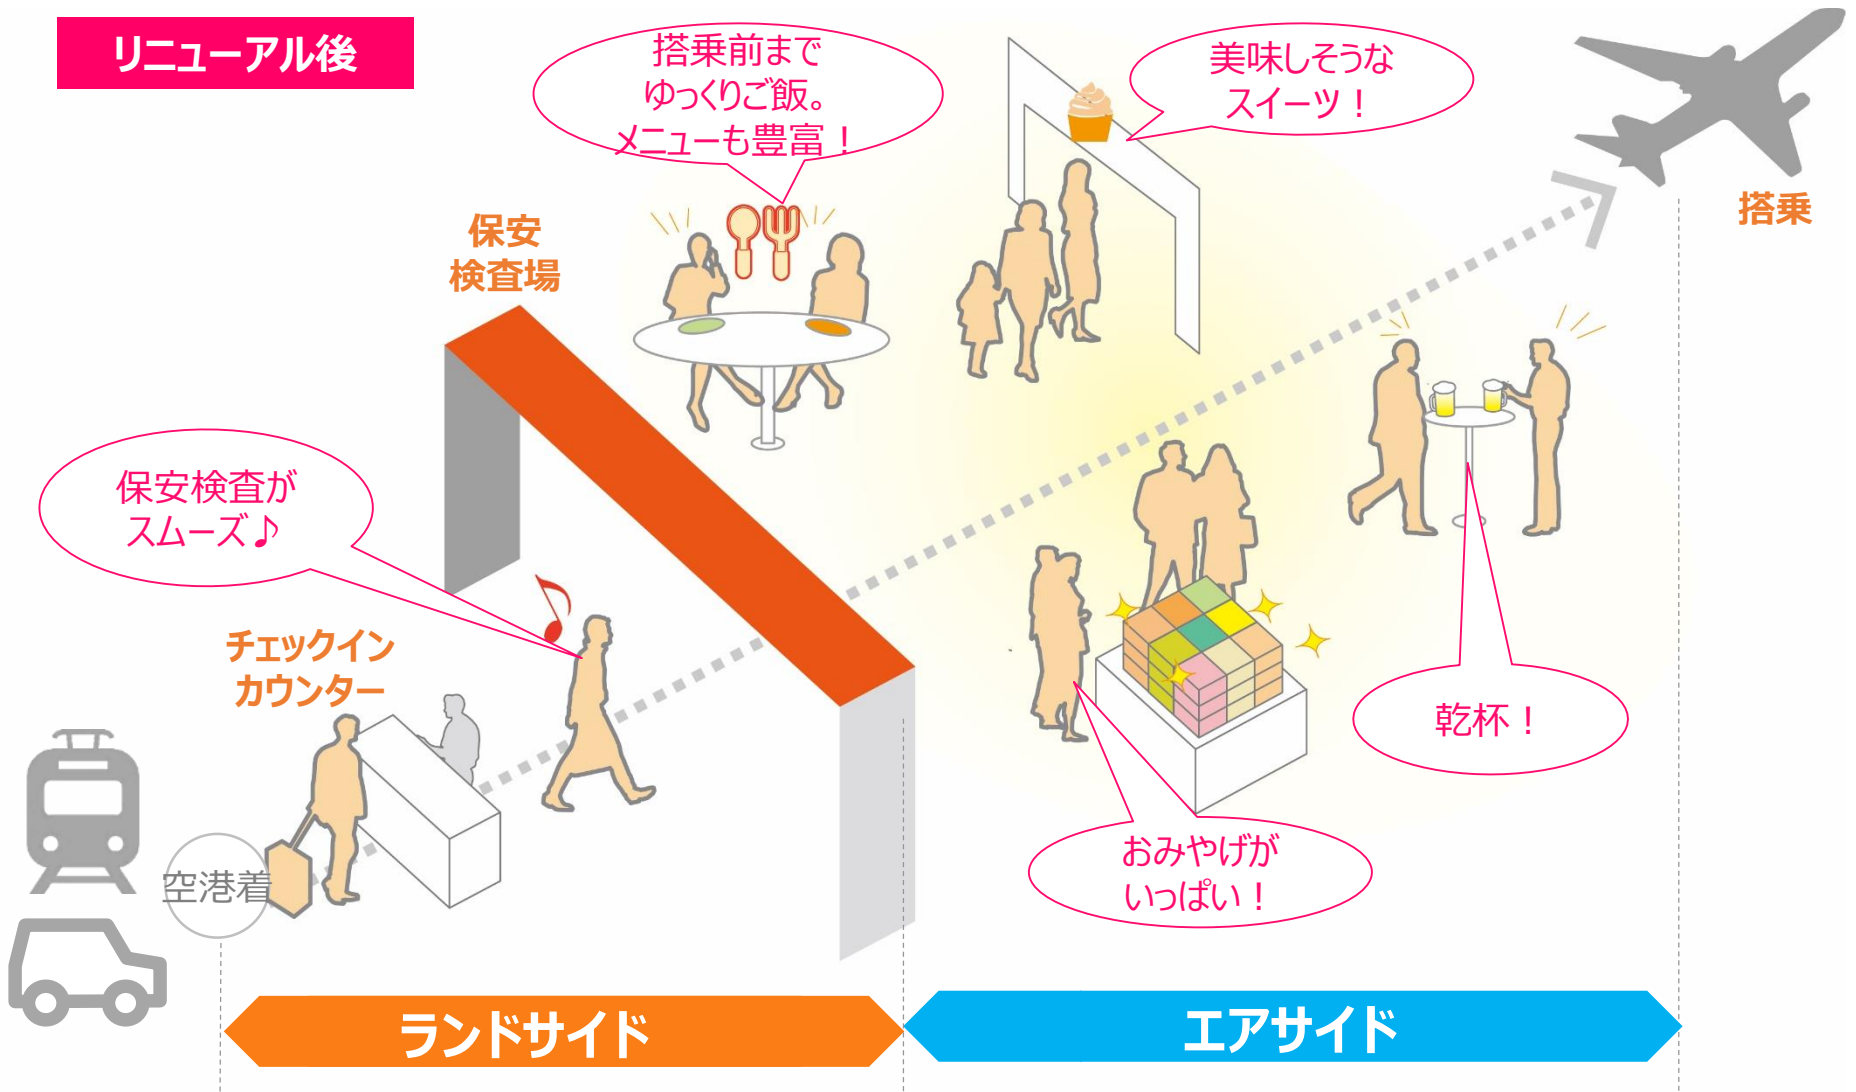 リニューアル後
搭乗前まで
ゆっくりご飯。
メニューも豊富！
美味しそうな
スイーツ！
搭乗
保安
検査場
保安検査が
スムーズ♪
チェックイン
カウンター
乾杯！
おみやげが
いっぱい！
空港着
ランドサイド
エアサイド